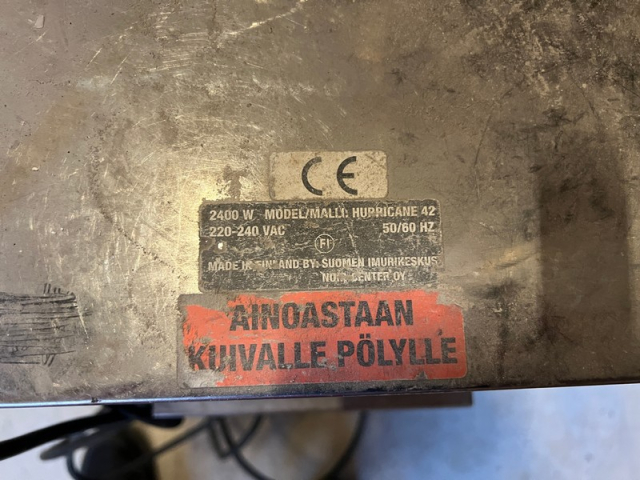 CE
2400 W MODEL/MALLI: HURRICANE 42
220-240 VAC 50/60 HZ
FI
MADE IN FINLAND BY: SUOMEN IMURIKESKUS
CENTER OY
AINOASTAAN
KUIVALLE PÖLYLLE